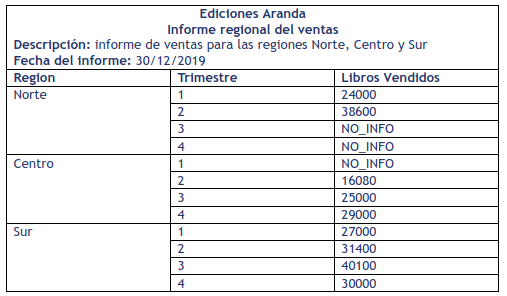 Ediciones Aranda
Informe regional del ventas
Descripción: informe de ventas para las regiones Norte, Centro y Sur
Fecha del informe: 30/12/2019
Region Trimestre Libros Vendidos
Norte 1 24000
2 38600
3 NO_INFO
4 NO_INFO
Centro 1 NO_INFO
2 16080
3 25000
4 29000
Sur 1 27000
2 31400
3 40100
4 30000